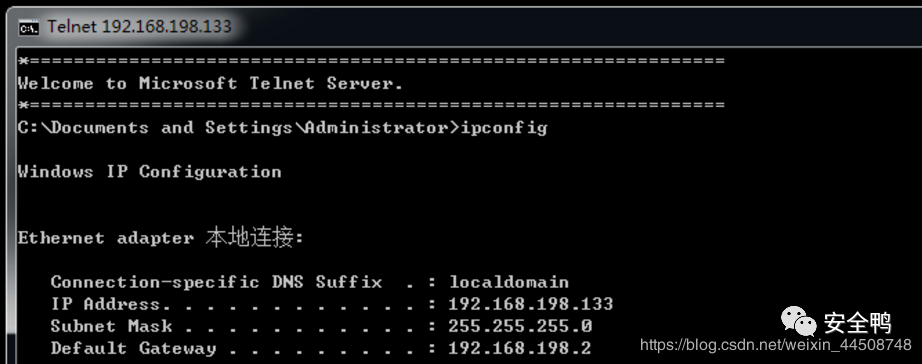 Telnet 192.168.198.133
*===============================================================
Welcome to Microsoft Telnet Server.
*===============================================================
C:\Documents and Settings\Administrator>ipconfig
Windows IP Configuration
Ethernet adapter 本地连接:
Connection-specific DNS Suffix . : localdomain
IP Address. . . . . . . . . . . . : 192.168.198.133
Subnet Mask . . . . . . . . . . . : 255.255.255.0
Default Gateway . . . . . . . . . : 192.168.198.2
安全鸭
https://blog.csdn.net/weixin_44508748